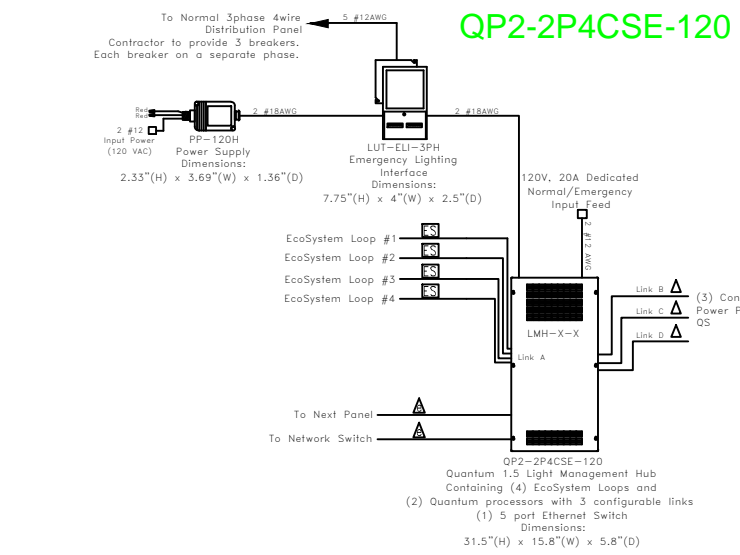 QP2-2P4CSE-120
To Normal 3phase 4wire
Distribution Panel
Contractor to provide 3 breakers.
Each breaker on a separate phase.
5 #12AWG
Red
Red
2 #12
Input Power
(120 VAC)
PP-120H
Power Supply
Dimensions:
2.33"(H) x 3.69"(W) x 1.36"(D)
2 #18AWG
2 #18AWG
LUT-ELI-3PH
Emergency Lighting
Interface
Dimensions:
7.75"(H) x 4"(W) x 2.5"(D)
120V, 20A Dedicated
Normal/Emergency
Input Feed
2 #12 AWG
EcoSystem Loop #1
ES
EcoSystem Loop #2
ES
EcoSystem Loop #3
ES
EcoSystem Loop #4
ES
LMH-X-X
Link A
Link B
Link C
Link D
(3) Con
Power P
QS
To Next Panel
To Network Switch
QP2-2P4CSE-120
Quantum 1.5 Light Management Hub
Containing (4) EcoSystem Loops and
(2) Quantum processors with 3 configurable links
(1) 5 port Ethernet Switch
Dimensions:
31.5"(H) x 15.8"(W) x 5.8"(D)